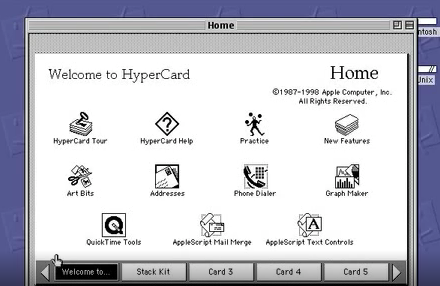 Home
ntosh
Unix
Welcome to HyperCard
Home
©1987-1998 Apple Computer, Inc.
All Rights Reserved.
HyperCard Tour
HyperCard Help
Practice
New Features
Art Bits
Addresses
Phone Dialer
Graph Maker
QuickTime Tools
AppleScript Mail Merge
AppleScript Text Controls
Welcome to...
Stack Kit
Card 3
Card 4
Card 5